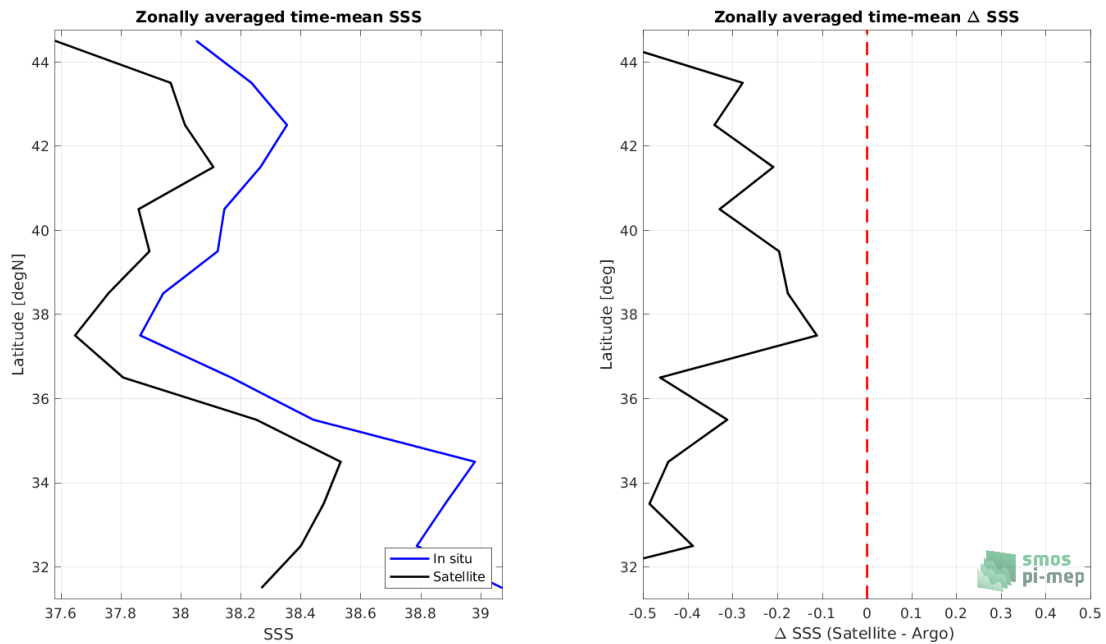 Zonally averaged time-mean SSS
Latitude [degN]
44
42
40
38
36
34
32
37.6 37.8 38 38.2 38.4 38.6 38.8 39
SSS
In situ
Satellite
Zonally averaged time-mean Δ SSS
Latitude [deg]
44
42
40
38
36
34
32
-0.5 -0.4 -0.3 -0.2 -0.1 0 0.1 0.2 0.3 0.4 0.5
Δ SSS (Satellite - Argo)
smos
pi-mep